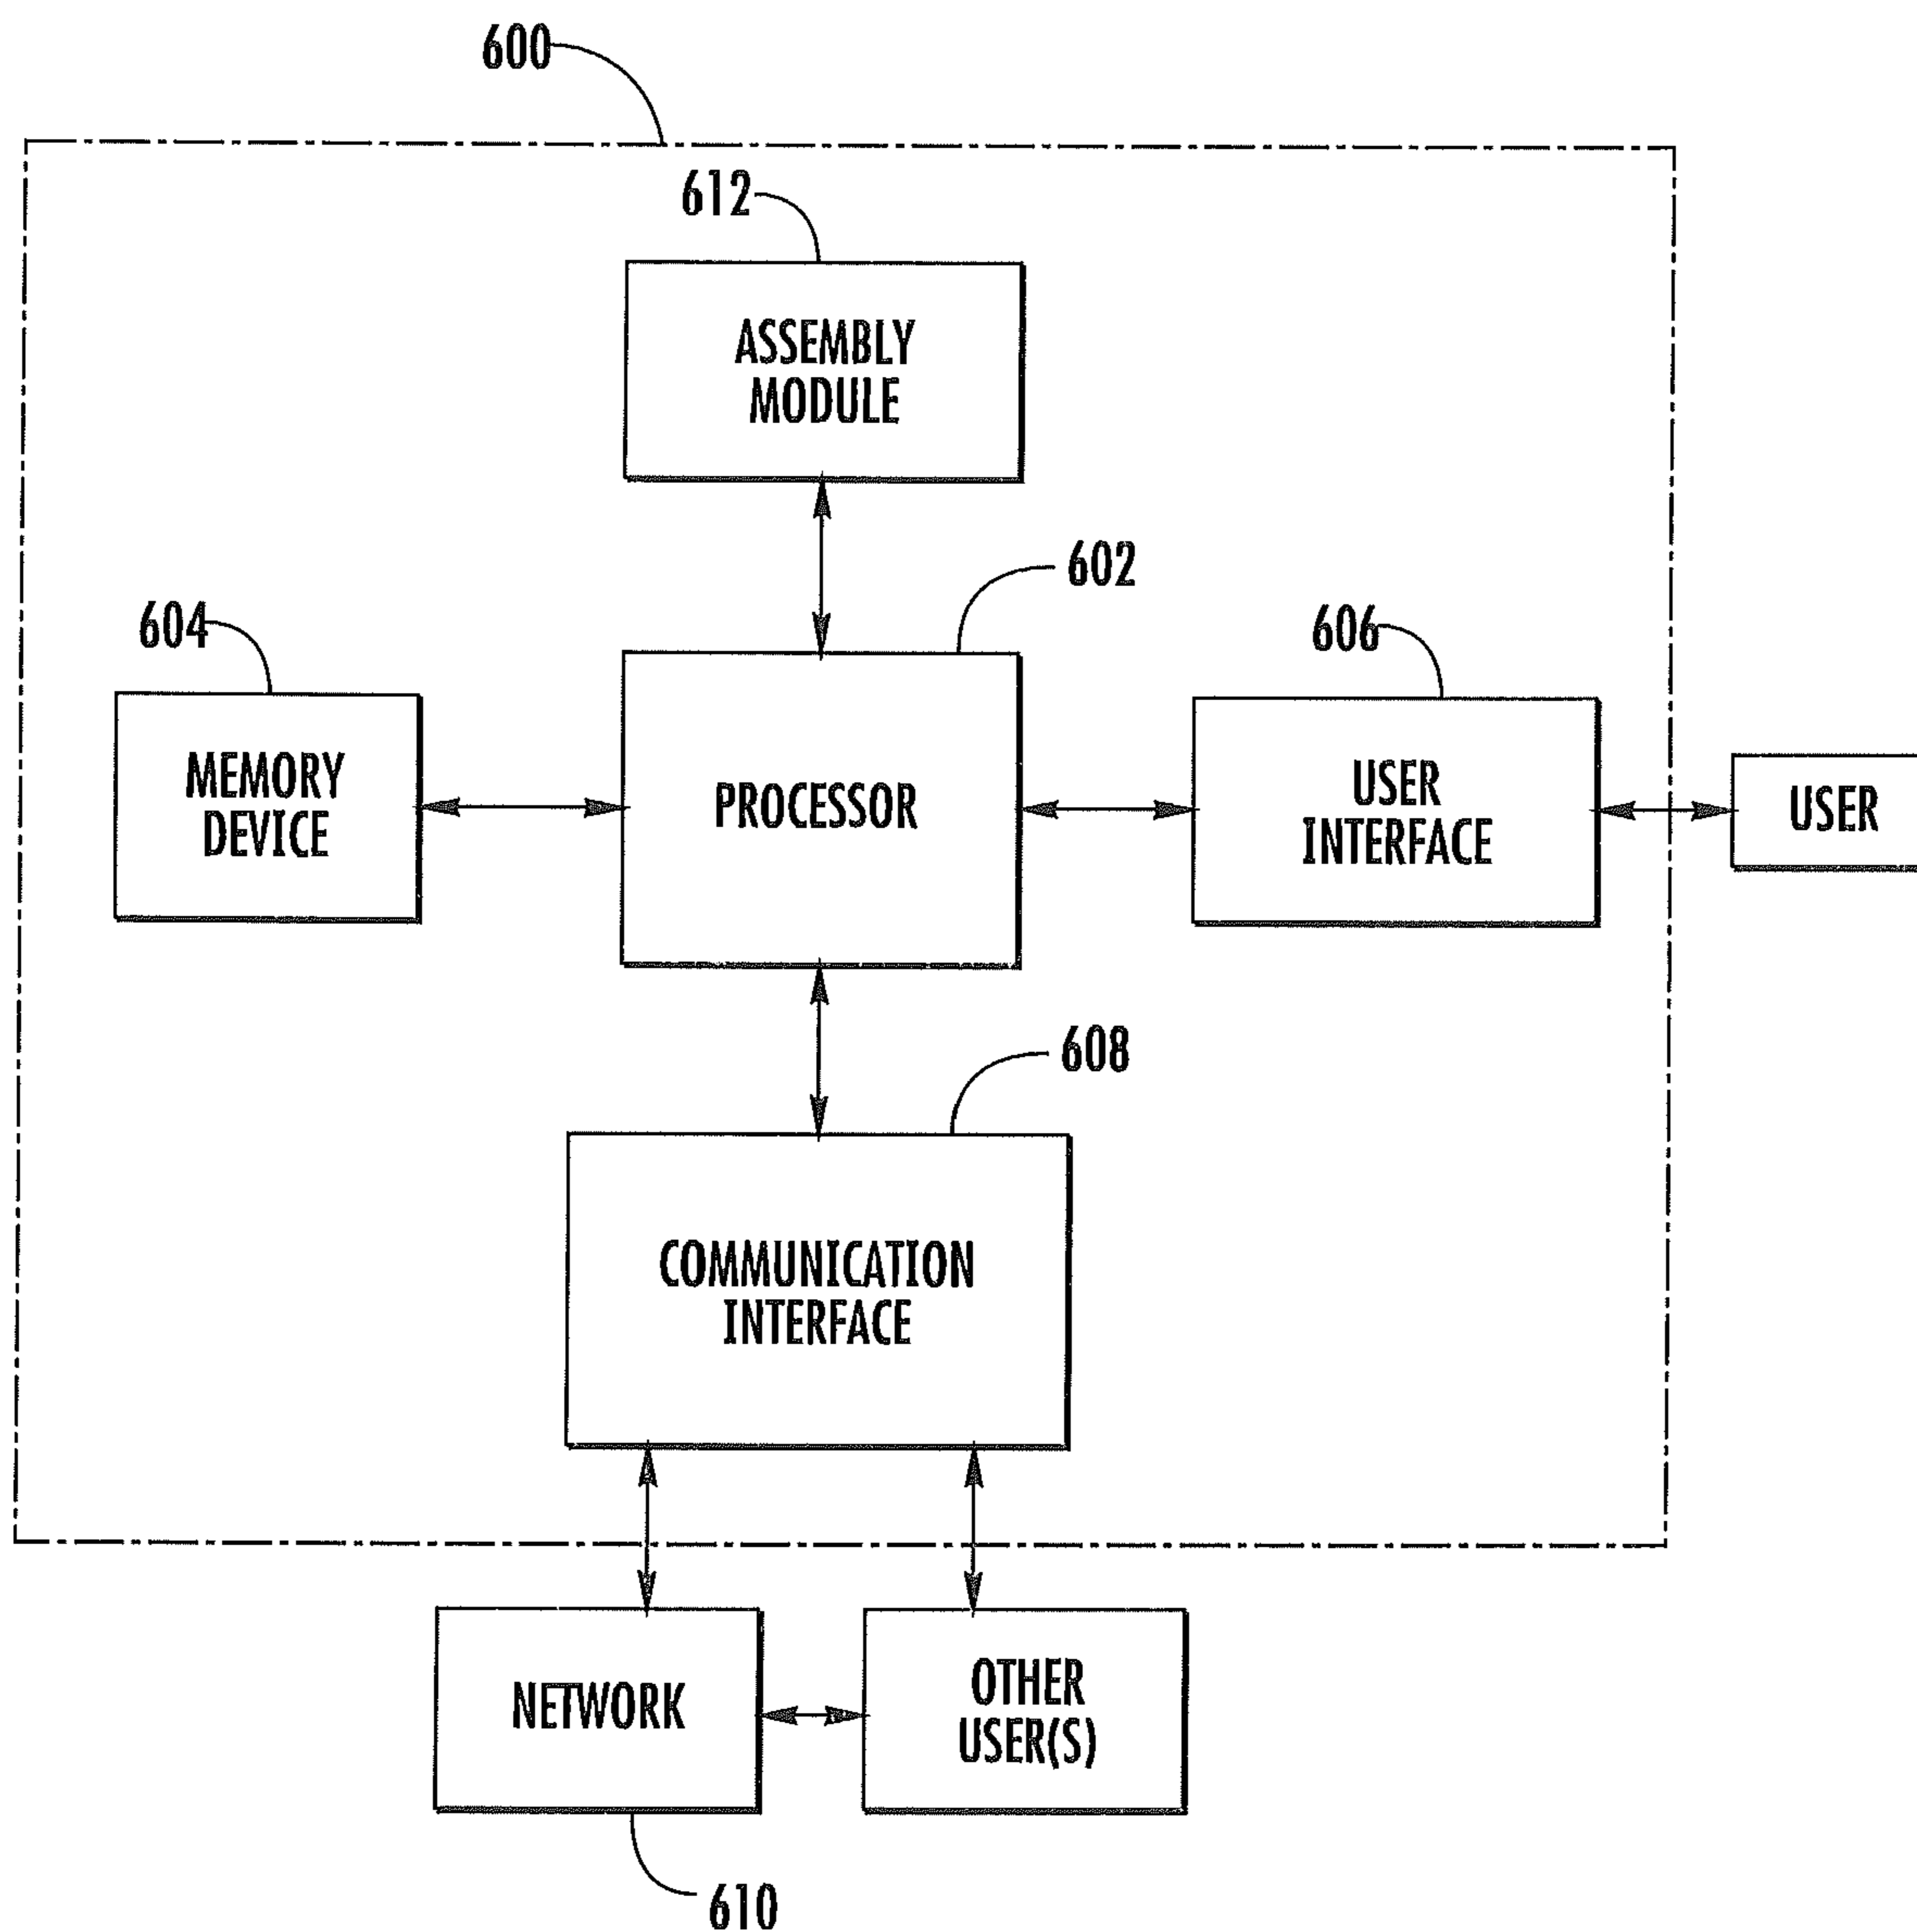 600
612
ASSEMBLY
MODULE
602
604
606
MEMORY
DEVICE
PROCESSOR
USER
INTERFACE
USER
608
COMMUNICATION
INTERFACE
NETWORK
OTHER
USER(S)
610